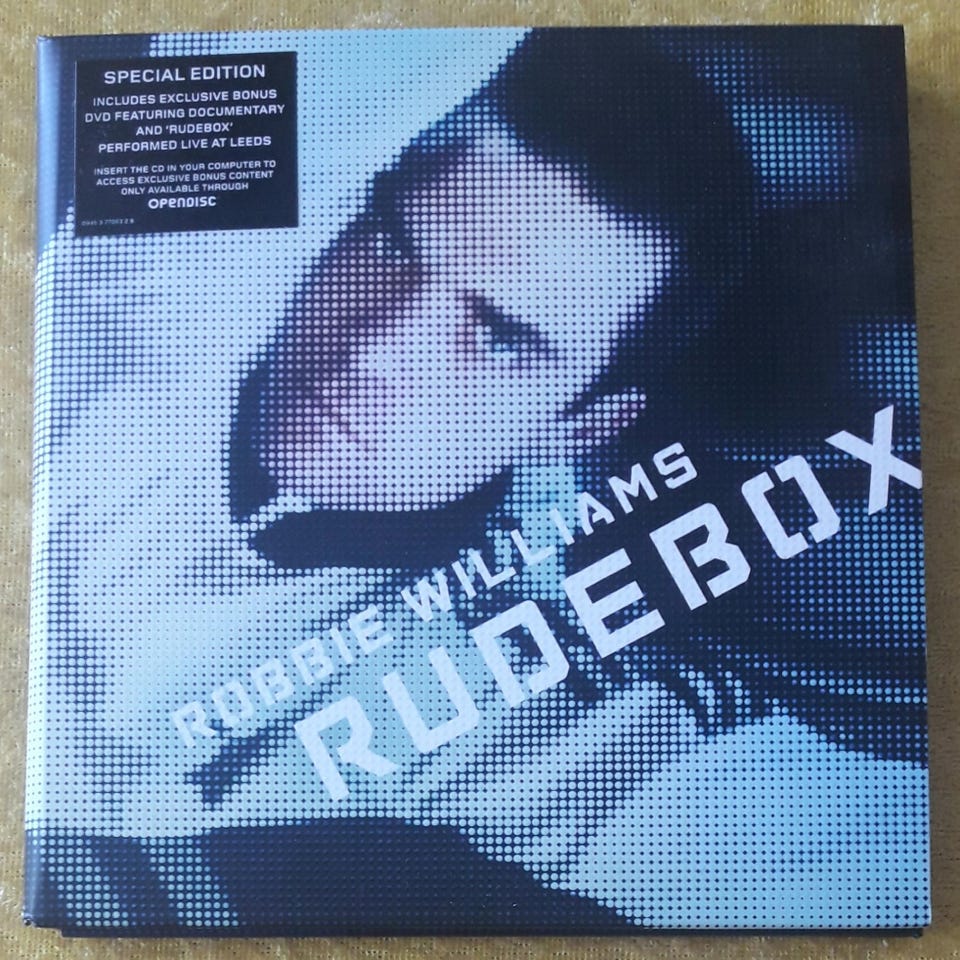 SPECIAL EDITION
INCLUDES EXCLUSIVE BONUS
DVD FEATURING DOCUMENTARY
AND 'RUDEBOX'
PERFORMED LIVE AT LEEDS
INSERT THE CD IN YOUR COMPUTER TO
ACCESS EXCLUSIVE BONUS CONTENT
ONLY AVAILABLE THROUGH
OPENDISC
ROBBIE WILLIAMS
RUDEBOX